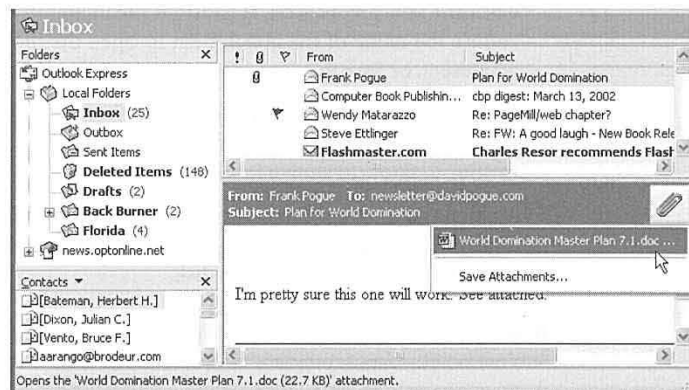 Inbox
Folders X
Outlook Express
Local Folders
Inbox (25)
Outbox
Sent Items
Deleted Items (148)
Drafts (2)
Back Burner (2)
Florida (4)
news.optonline.net
Contacts X
[Bateman, Herbert H.]
[Dixon, Julian C.]
[Vento, Bruce F.]
aarango@brodeur.com
! From Subject
Frank Pogue Plan for World Domination
Computer Book Publishin... cbp digest: March 13, 2002
Wendy Matarazzo Re: PageMill/web chapter?
Steve Ettlinger Re: FW: A good laugh - New Book Rele
Flashmaster.com Charles Resor recommends Flash
From: Frank Pogue To: newsletter@davidpogue.com
Subject: Plan for World Domination
World Domination Master Plan 7.1.doc ...
Save Attachments...
I'm pretty sure this one will work. See attached.
Opens the 'World Domination Master Plan 7.1.doc (22.7 KB)' attachment.